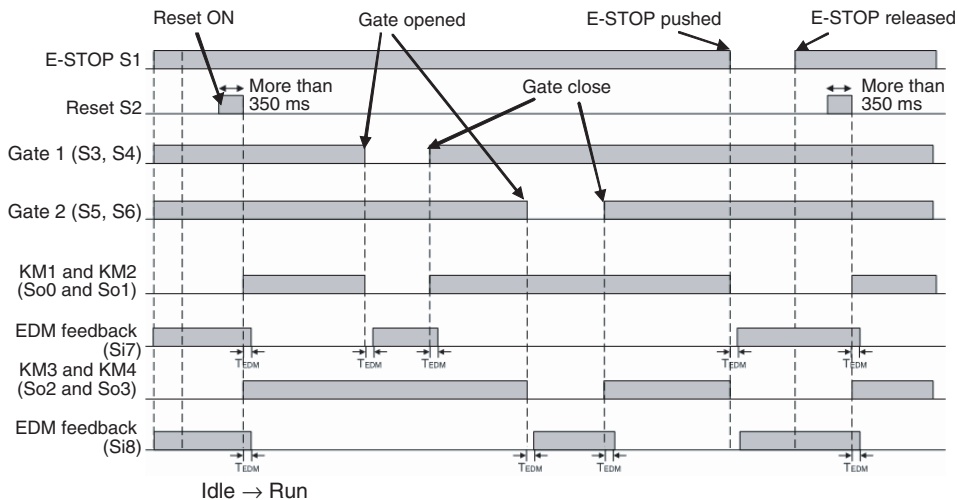 Reset ON
Gate opened
E-STOP pushed
E-STOP released
E-STOP S1
More than
350 ms
Gate close
More than
350 ms
Reset S2
Gate 1 (S3, S4)
Gate 2 (S5, S6)
KM1 and KM2
(So0 and So1)
EDM feedback
(Si7)
TEDM TEDM TEDM TEDM TEDM
KM3 and KM4
(So2 and So3)
EDM feedback
(Si8)
TEDM TEDM TEDM TEDM
Idle → Run